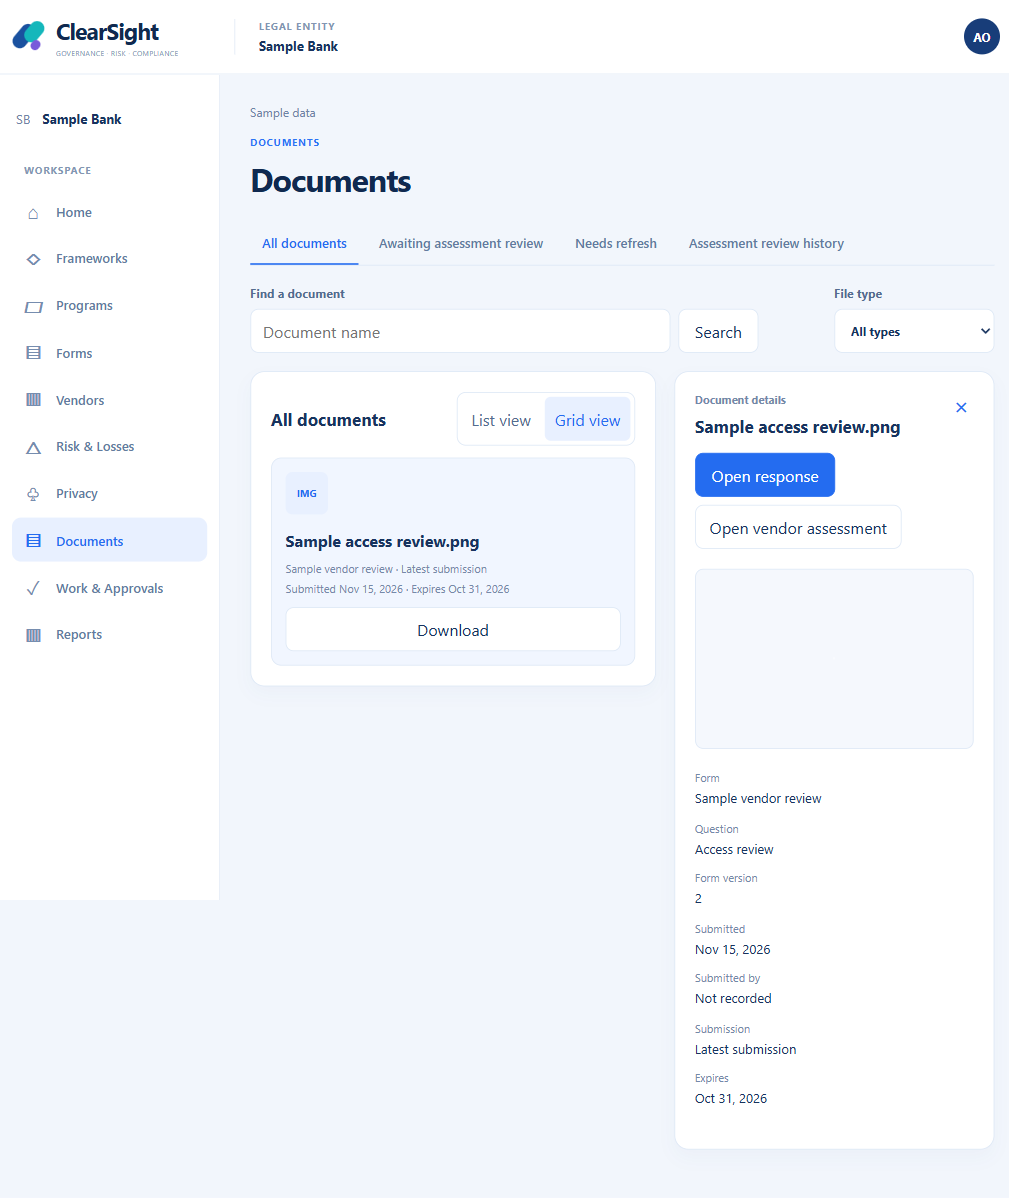 ClearSight
GOVERNANCE · RISK · COMPLIANCE
LEGAL ENTITY
Sample Bank
AO
SB Sample Bank
WORKSPACE
Home
Frameworks
Programs
Forms
Vendors
Risk & Losses
Privacy
Documents
Work & Approvals
Reports
Sample data
DOCUMENTS
Documents
All documents
Awaiting assessment review
Needs refresh
Assessment review history
Find a document
Document name
Search
File type
All types
All documents
List view
Grid view
IMG
Sample access review.png
Sample vendor review · Latest submission
Submitted Nov 15, 2026 · Expires Oct 31, 2026
Download
Document details
Sample access review.png
Open response
Open vendor assessment
Form
Sample vendor review
Question
Access review
Form version
2
Submitted
Nov 15, 2026
Submitted by
Not recorded
Submission
Latest submission
Expires
Oct 31, 2026